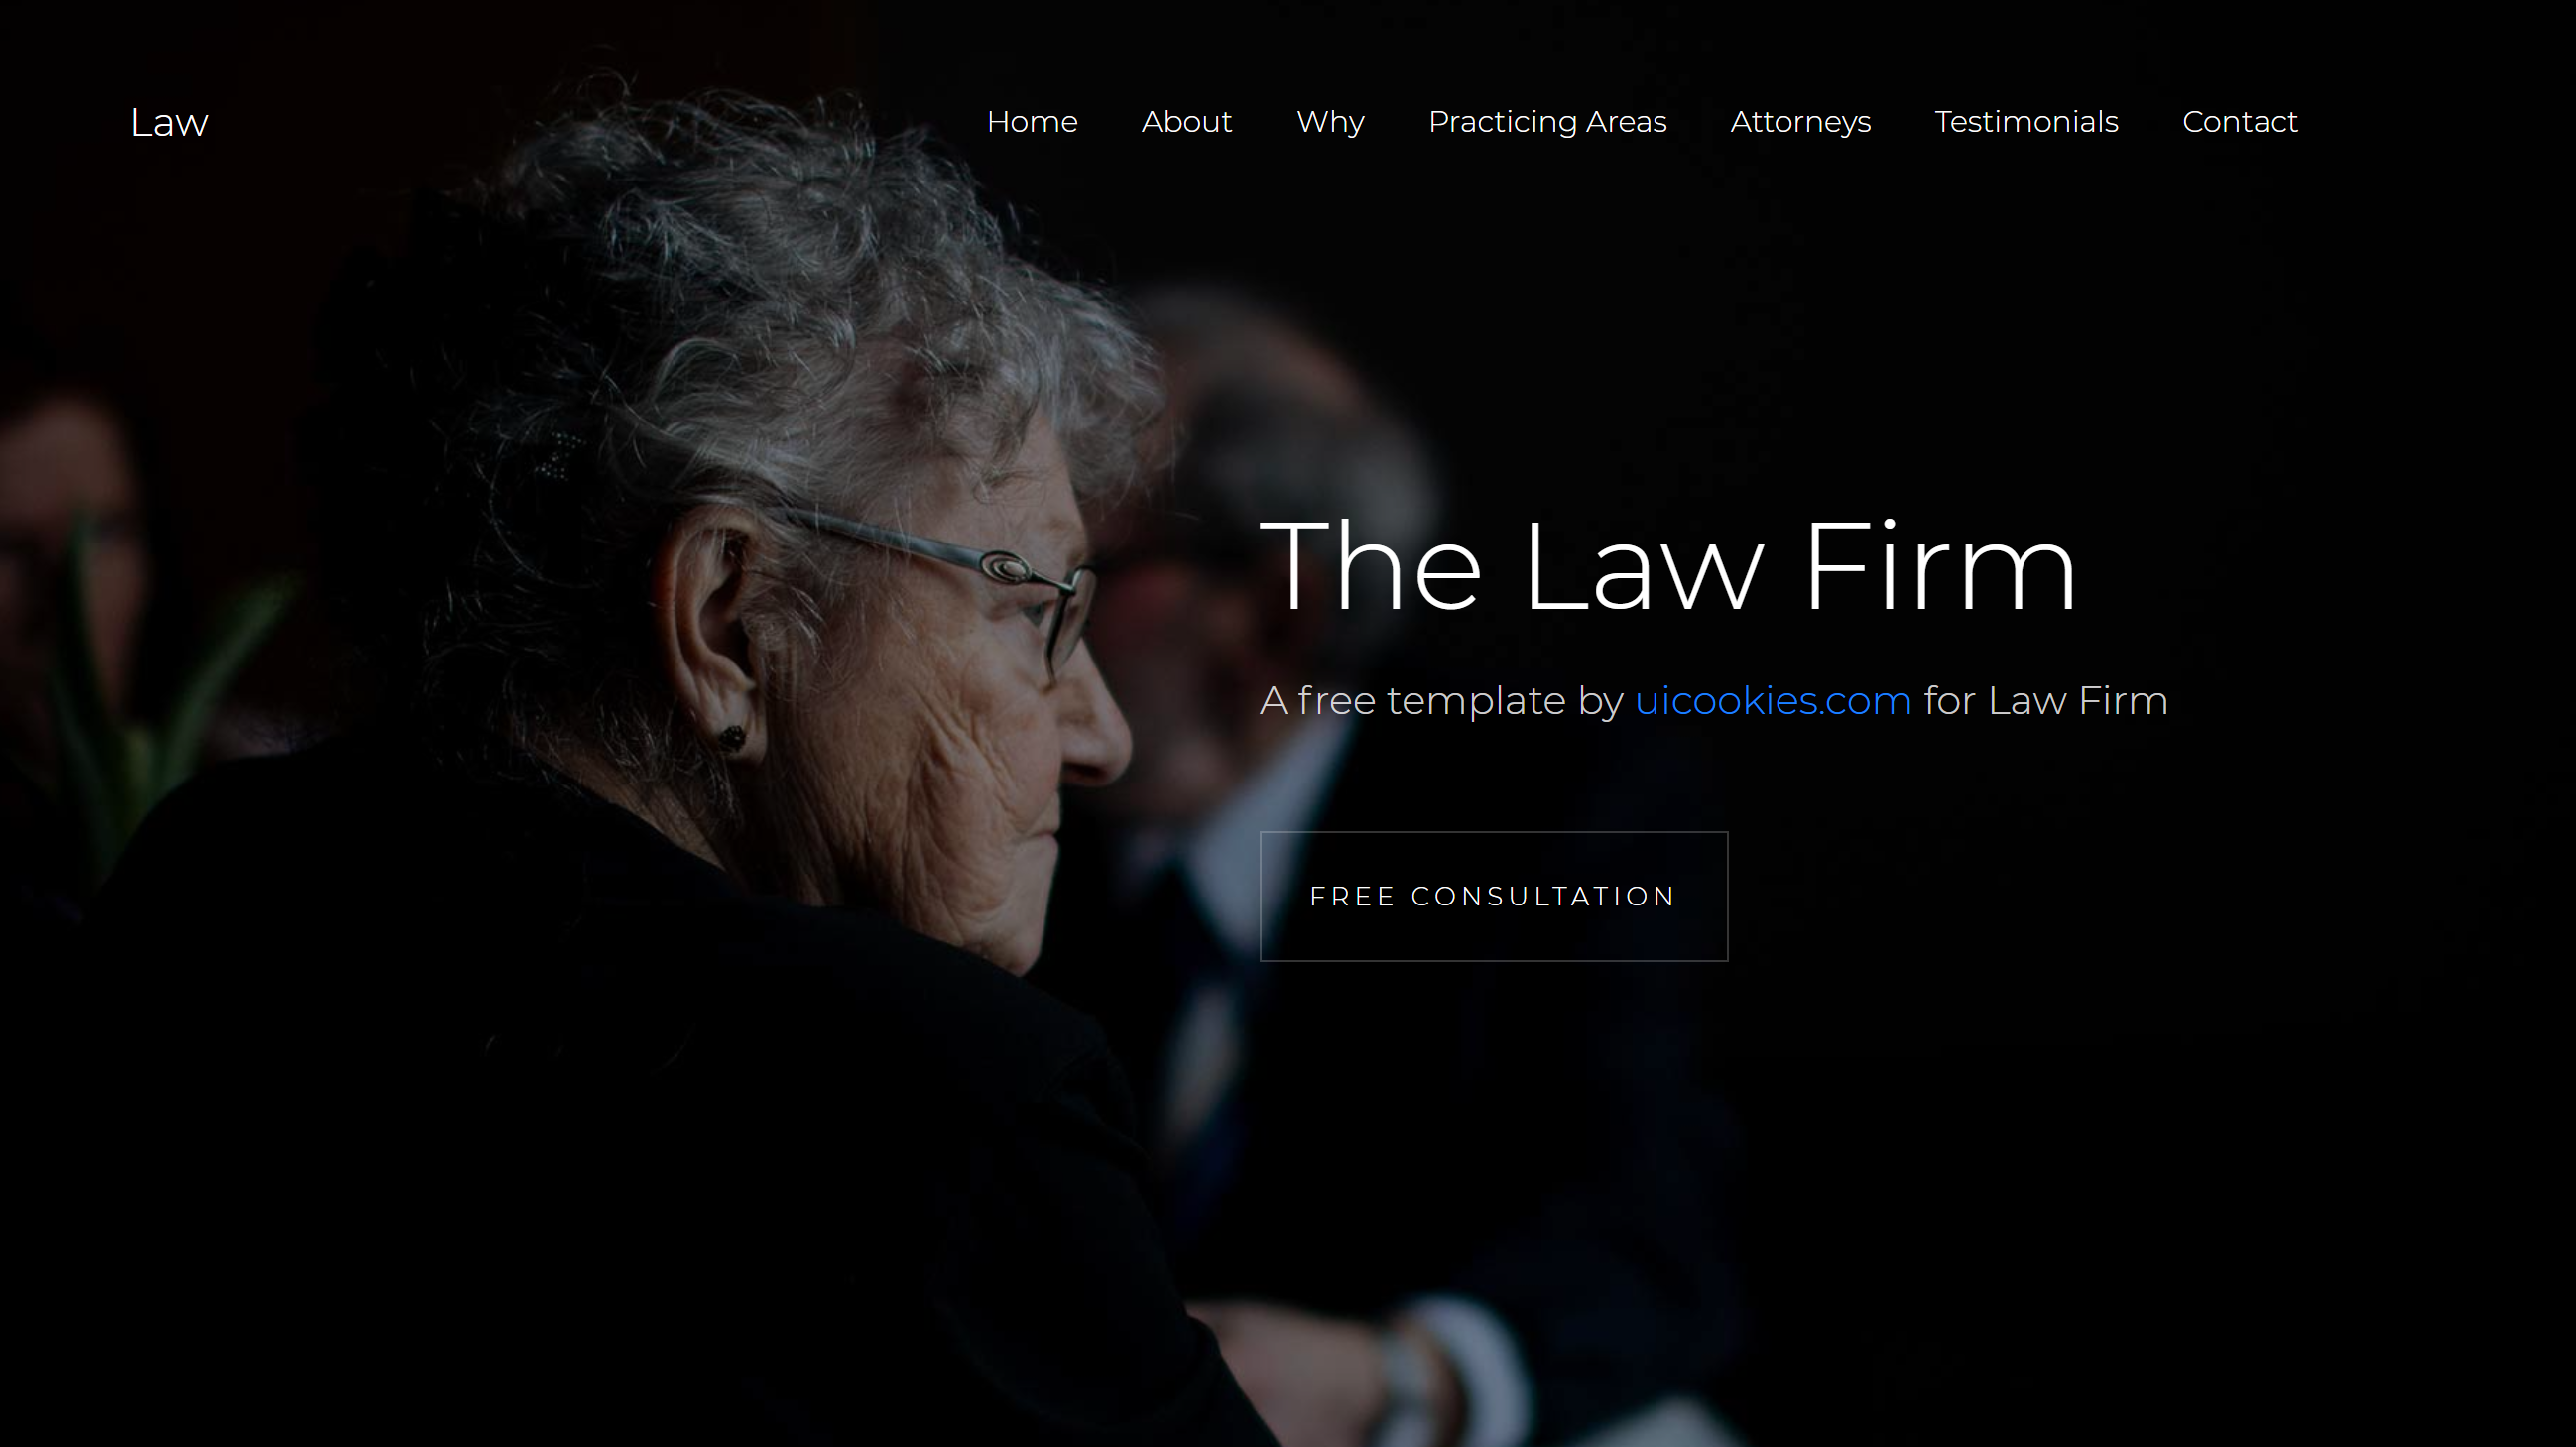 Law
Home About Why Practicing Areas Attorneys Testimonials Contact
The Law Firm
A free template by uicookies.com for Law Firm
FREE CONSULTATION